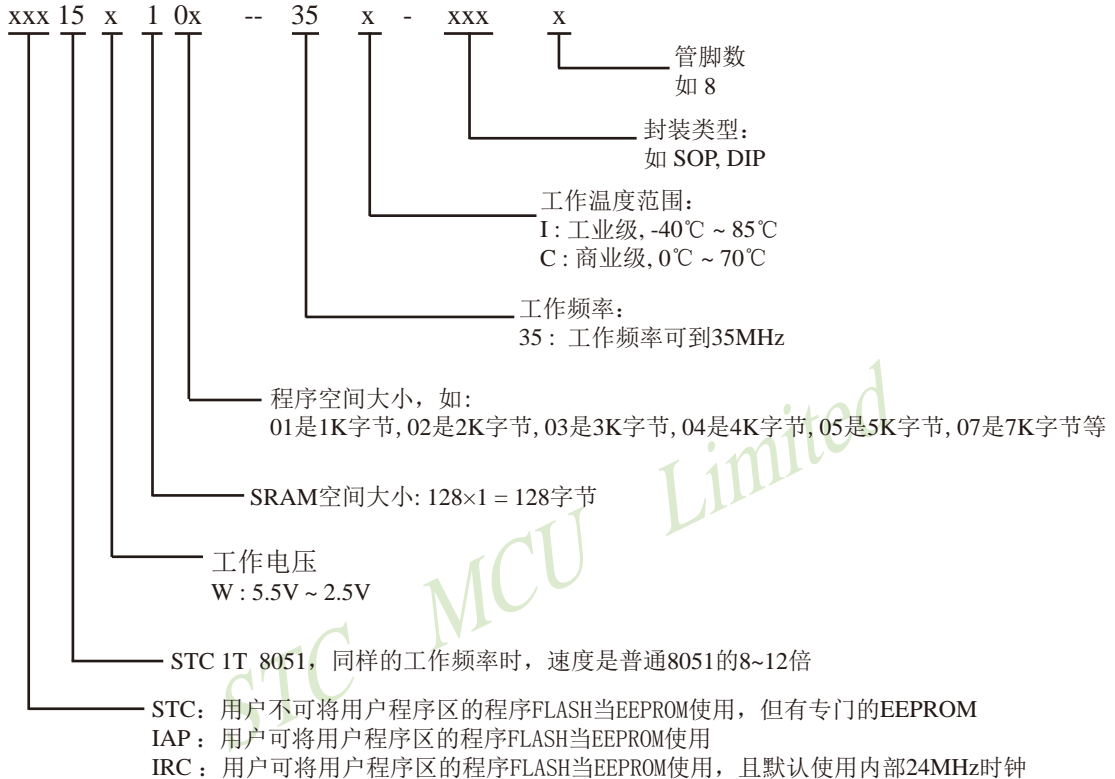 xxx 15 x 1 0x -- 35 x - xxx x
管脚数
如 8
封装类型：
如 SOP, DIP
工作温度范围：
I : 工业级, -40℃ ~ 85℃
C : 商业级, 0℃ ~ 70℃
工作频率：
35 : 工作频率可到35MHz
程序空间大小，如：
01是1K字节, 02是2K字节, 03是3K字节, 04是4K字节, 05是5K字节, 07是7K字节等
SRAM空间大小: 128×1 = 128字节
工作电压
W : 5.5V ~ 2.5V
STC 1T 8051，同样的工作频率时，速度是普通8051的8~12倍
STC：用户不可将用户程序区的程序FLASH当EEPROM使用，但有专门的EEPROM
IAP：用户可将用户程序区的程序FLASH当EEPROM使用
IRC：用户可将用户程序区的程序FLASH当EEPROM使用，且默认使用内部24MHz时钟
STC MCU Limited